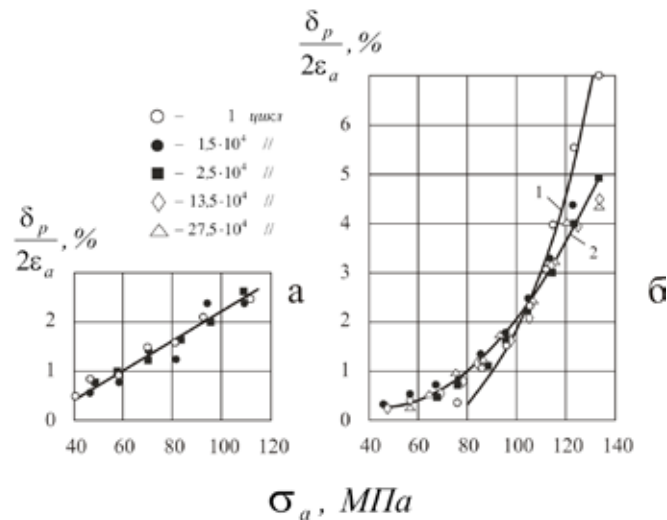 δp/2εa, %
7
6
5
4
3
2
1
0
1
2
б
40 60 80 100 120 140
○ – 1 цикл
● – 1,5·10⁴ //
■ – 2,5·10⁴ //
◇ – 13,5·10⁴ //
△ – 27,5·10⁴ //
δp/2εa, %
3
2
1
0
а
40 60 80 100 120
σa, МПа